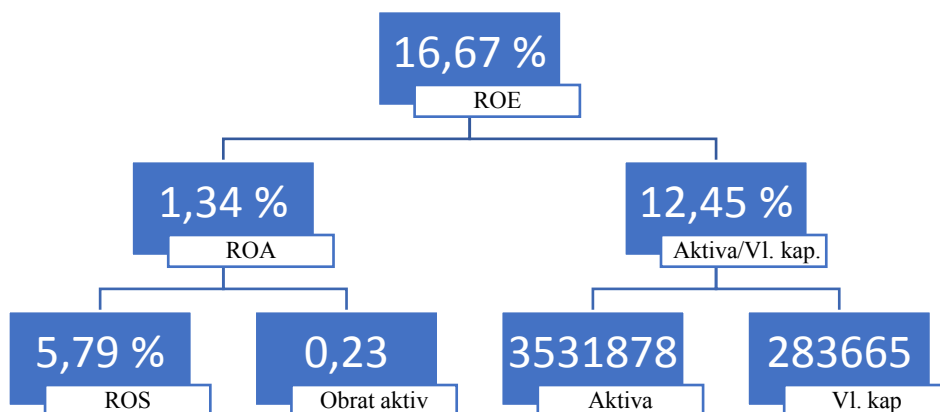 16,67 %
ROE
1,34 %
ROA
12,45 %
Aktiva/Vl. kap.
5,79 %
ROS
0,23
Obrat aktiv
3531878
Aktiva
283665
Vl. kap